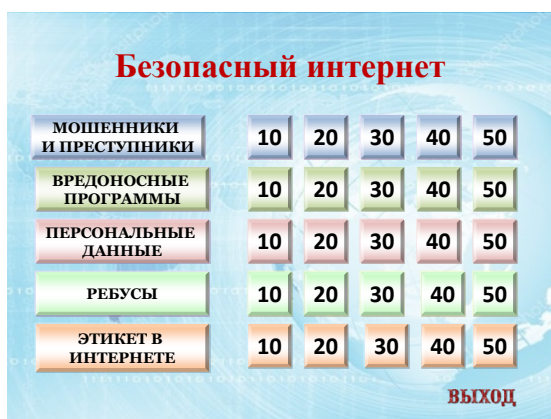 Безопасный интернет
МОШЕННИКИ
И ПРЕСТУПНИКИ
10 20 30 40 50
ВРЕДОНОСНЫЕ
ПРОГРАММЫ
10 20 30 40 50
ПЕРСОНАЛЬНЫЕ
ДАННЫЕ
10 20 30 40 50
РЕБУСЫ
10 20 30 40 50
ЭТИКЕТ В
ИНТЕРНЕТЕ
10 20 30 40 50
ВЫХОД